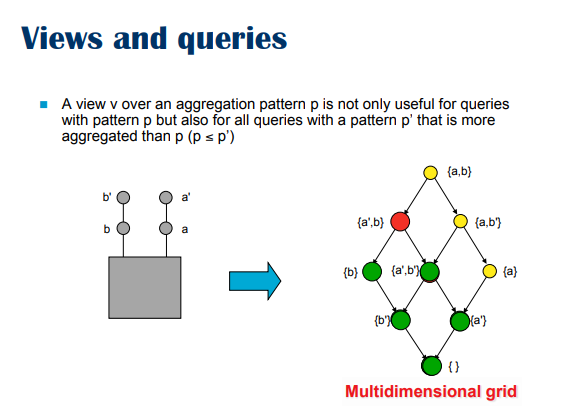 Views and queries
A view v over an aggregation pattern p is not only useful for queries
with pattern p but also for all queries with a pattern p' that is more
aggregated than p (p ≤ p')
{a,b}
b' a'
{a',b} {a,b'}
b a
{b} {a',b'} {a}
{b'} {a'}
{ }
Multidimensional grid